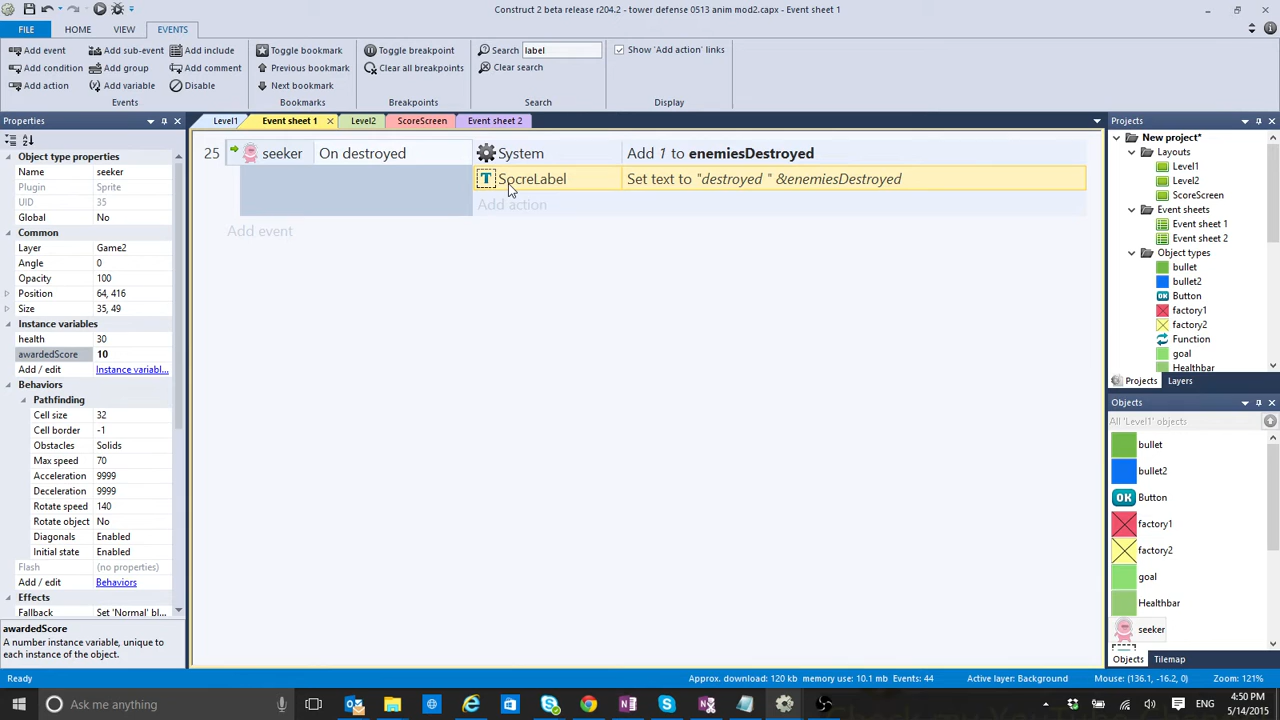 Construct 2 beta release r204.2 - tower defense 0513 anim mod2.capx - Event sheet 1
FILE HOME VIEW EVENTS
Add event Add sub-event Add include Toggle bookmark Toggle breakpoint Search label Show 'Add action' links
Add condition Add group Add comment Previous bookmark Clear all breakpoints Clear search
Add action Add variable Disable Next bookmark
Events Bookmarks Breakpoints Search Display
Properties
Object type properties
Name seeker
Plugin Sprite
UID 35
Global No
Common
Layer Game2
Angle 0
Opacity 100
Position 64, 416
Size 35, 49
Instance variables
health 30
awardedScore 10
Add / edit Instance variabl...
Behaviors
Pathfinding
Cell size 32
Cell border -1
Obstacles Solids
Max speed 70
Acceleration 9999
Deceleration 9999
Rotate speed 140
Rotate object No
Diagonals Enabled
Initial state Enabled
Flash (no properties)
Add / edit Behaviors
Effects
Fallback Set 'Normal' bl...
awardedScore
A number instance variable, unique to
each instance of the object.
Level1 Event sheet 1 Level2 ScoreScreen Event sheet 2
25 seeker On destroyed System Add 1 to enemiesDestroyed
SocreLabel Set text to "destroyed " &enemiesDestroyed
Add action
Add event
Projects
New project*
Layouts
Level1
Level2
ScoreScreen
Event sheets
Event sheet 1
Event sheet 2
Object types
bullet
bullet2
Button
factory1
factory2
Function
goal
Healthbar
Projects Layers
Objects
All 'Level1' objects
bullet
bullet2
OK Button
factory1
factory2
goal
Healthbar
seeker
Objects Tilemap
Ready Approx. download: 120 kb memory use: 10.1 mb Events: 44 Active layer: Background Mouse: (136.1, -16.2, 0) Zoom: 121%
Ask me anything ENG 4:50 PM
5/14/2015